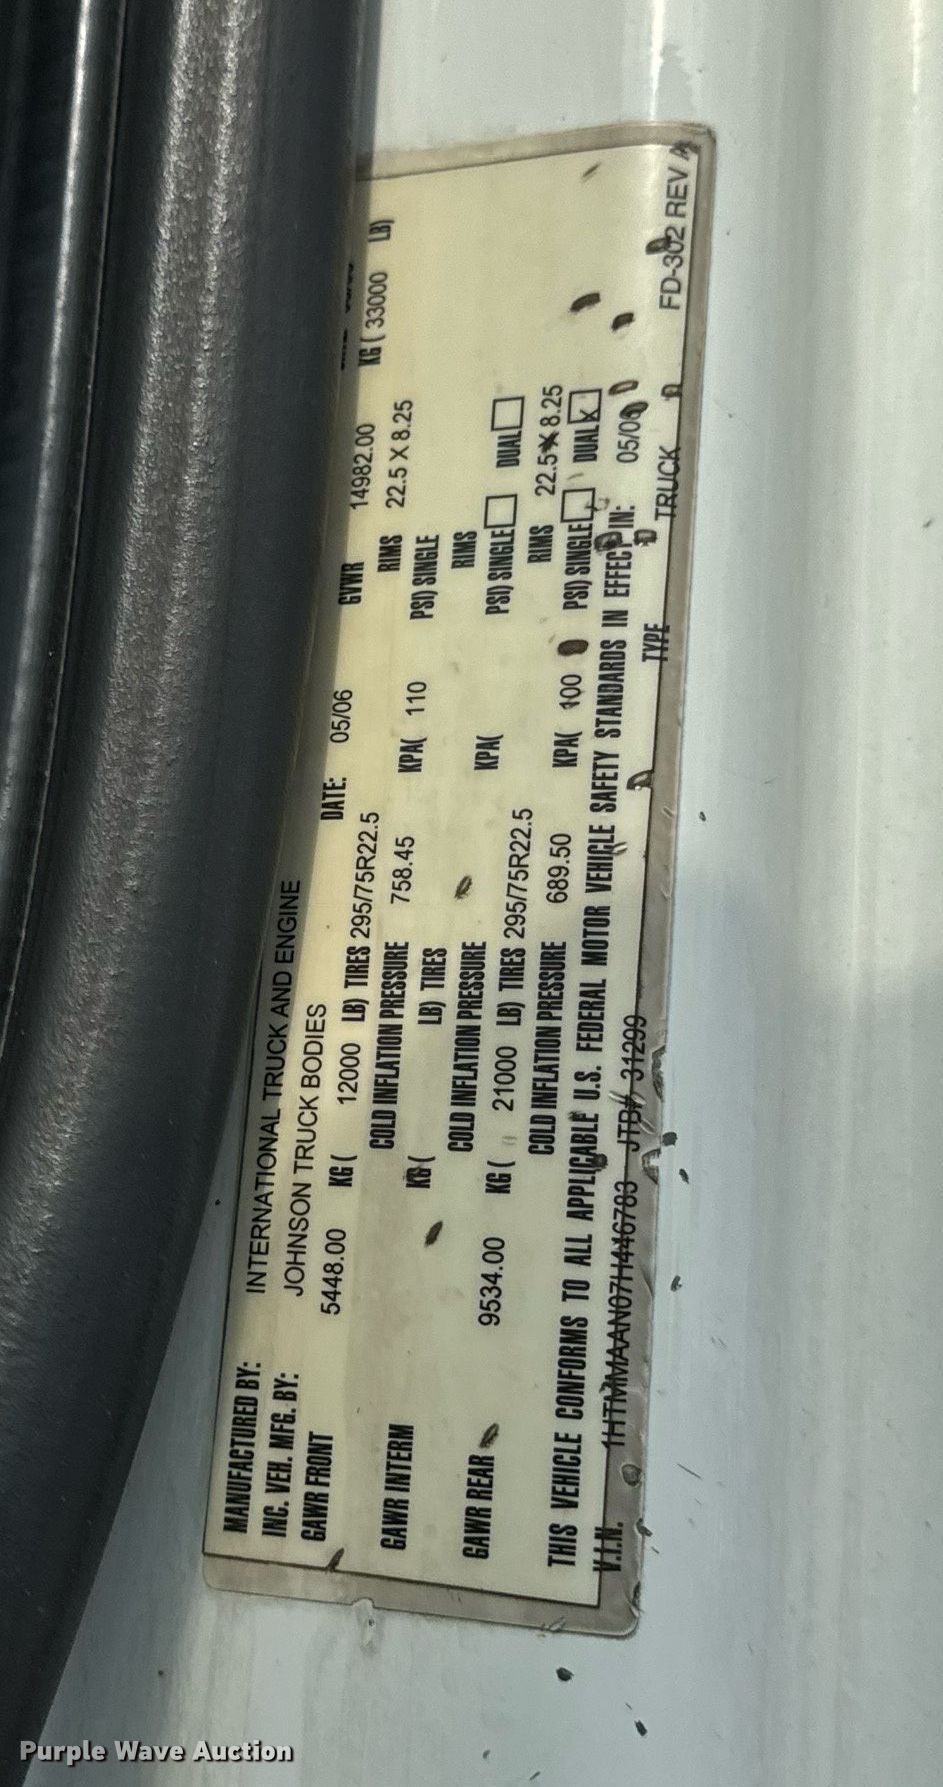 MANUFACTURED BY: INTERNATIONAL TRUCK AND ENGINE
INC. VEH. MFG. BY: JOHNSON TRUCK BODIES DATE: 05/06 GVWR 14982.00 KG ( 33000 LB)
GAWR FRONT 5448.00 KG ( 12000 LB) TIRES 295/75R22.5 RIMS 22.5 X 8.25
COLD INFLATION PRESSURE 758.45 KPA( 110 PSI) SINGLE
GAWR INTERM KG ( LB) TIRES RIMS
COLD INFLATION PRESSURE KPA( PSI) SINGLE DUAL
GAWR REAR 9534.00 KG ( 21000 LB) TIRES 295/75R22.5 RIMS 22.5 X 8.25
COLD INFLATION PRESSURE 689.50 KPA( 100 PSI) SINGLE DUAL X
THIS VEHICLE CONFORMS TO ALL APPLICABLE U.S. FEDERAL MOTOR VEHICLE SAFETY STANDARDS IN EFFECT IN: 05/06
V.I.N. 1HTMMAAN07H446783 JTB# 31299 TYPE TRUCK
FD-302 REV A
Purple Wave Auction